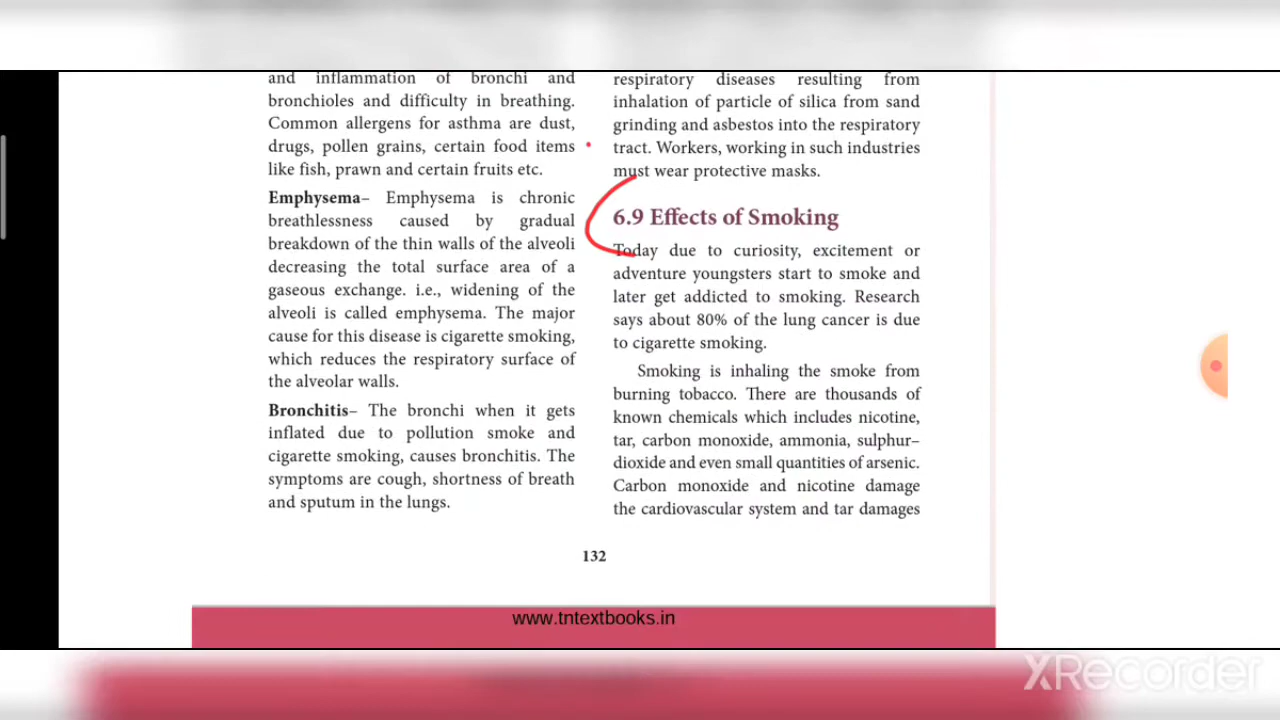 and inflammation of bronchi and
bronchioles and difficulty in breathing.
Common allergens for asthma are dust,
drugs, pollen grains, certain food items
like fish, prawn and certain fruits etc.
Emphysema– Emphysema is chronic
breathlessness caused by gradual
breakdown of the thin walls of the alveoli
decreasing the total surface area of a
gaseous exchange. i.e., widening of the
alveoli is called emphysema. The major
cause for this disease is cigarette smoking,
which reduces the respiratory surface of
the alveolar walls.
Bronchitis– The bronchi when it gets
inflated due to pollution smoke and
cigarette smoking, causes bronchitis. The
symptoms are cough, shortness of breath
and sputum in the lungs.
respiratory diseases resulting from
inhalation of particle of silica from sand
grinding and asbestos into the respiratory
tract. Workers, working in such industries
must wear protective masks.
6.9 Effects of Smoking
Today due to curiosity, excitement or
adventure youngsters start to smoke and
later get addicted to smoking. Research
says about 80% of the lung cancer is due
to cigarette smoking.
Smoking is inhaling the smoke from
burning tobacco. There are thousands of
known chemicals which includes nicotine,
tar, carbon monoxide, ammonia, sulphur–
dioxide and even small quantities of arsenic.
Carbon monoxide and nicotine damage
the cardiovascular system and tar damages
132
www.tntextbooks.in
XRecorder